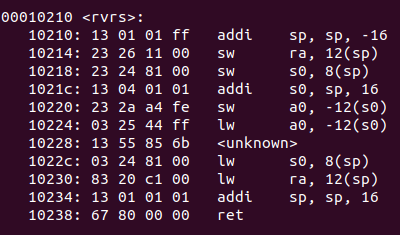 00010210 <rvrs>:
10210: 13 01 01 ff addi sp, sp, -16
10214: 23 26 11 00 sw ra, 12(sp)
10218: 23 24 81 00 sw s0, 8(sp)
1021c: 13 04 01 01 addi s0, sp, 16
10220: 23 2a a4 fe sw a0, -12(s0)
10224: 03 25 44 ff lw a0, -12(s0)
10228: 13 55 85 6b <unknown>
1022c: 03 24 81 00 lw s0, 8(sp)
10230: 83 20 c1 00 lw ra, 12(sp)
10234: 13 01 01 01 addi sp, sp, 16
10238: 67 80 00 00 ret